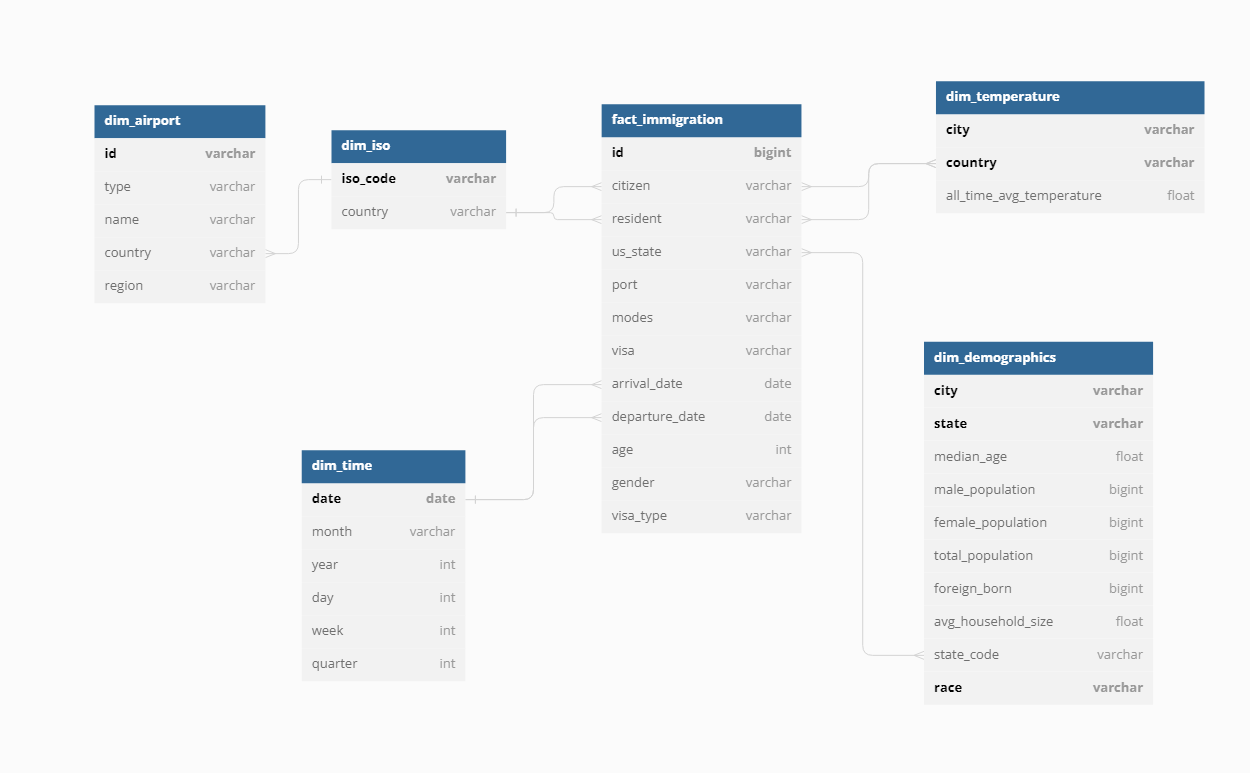 dim_airport
id varchar
type varchar
name varchar
country varchar
region varchar
dim_iso
iso_code varchar
country varchar
fact_immigration
id bigint
citizen varchar
resident varchar
us_state varchar
port varchar
modes varchar
visa varchar
arrival_date date
departure_date date
age int
gender varchar
visa_type varchar
dim_temperature
city varchar
country varchar
all_time_avg_temperature float
dim_time
date date
month varchar
year int
day int
week int
quarter int
dim_demographics
city varchar
state varchar
median_age float
male_population bigint
female_population bigint
total_population bigint
foreign_born bigint
avg_household_size float
state_code varchar
race varchar